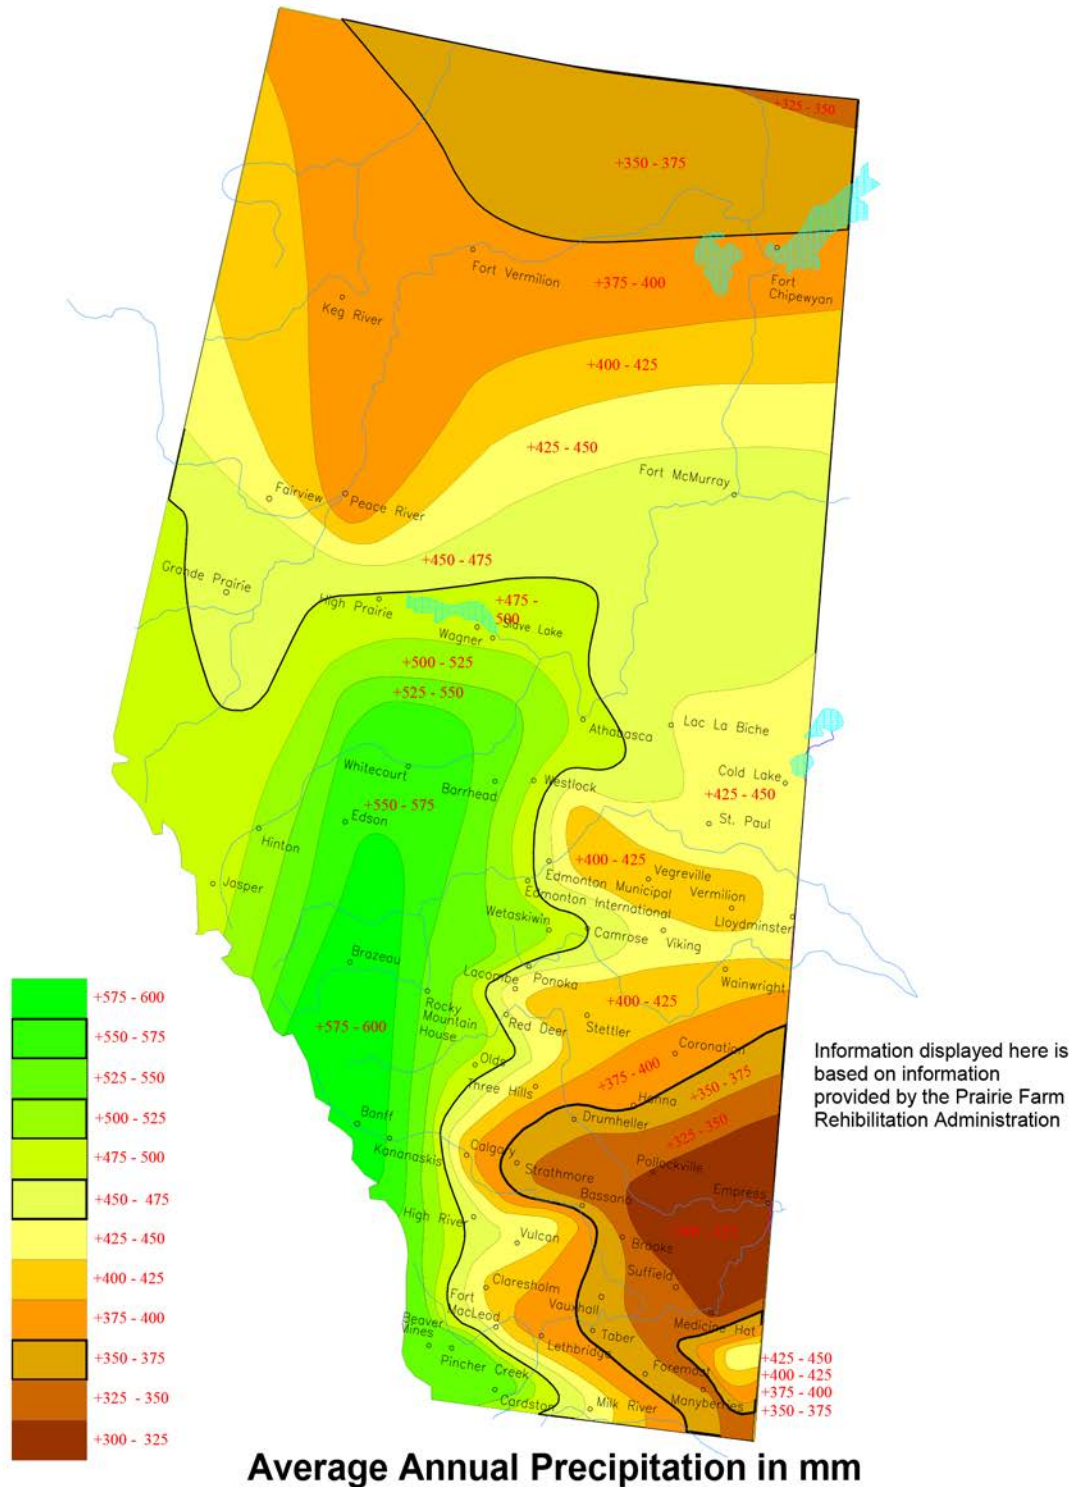 +325 - 350
+350 - 375
Fort Vermilion
+375 - 400
Fort
Chipewyan
Keg River
+400 - 425
+425 - 450
Fort McMurray
Fairview
Peace River
+450 - 475
Grande Prairie
High Prairie
+475 -
500
Slave Lake
Wagner
+500 - 525
+525 - 550
Athabasca
Lac La Biche
Whitecourt
Barrhead
Westlock
Cold Lake
+425 - 450
+550 - 575
Edson
St. Paul
Hinton
+400 - 425
Vegreville
Jasper
Edmonton Municipal
Vermilion
Edmonton International
Wetaskiwin
Lloydminster
Camrose
Viking
Brazeau
Lacombe
Ponoka
Wainwright
+400 - 425
Rocky
Mountain
House
+575 - 600
Red Deer
Stettler
Coronation
Olds
+375 - 400
+350 - 375
Three Hills
Hanna
Banff
Drumheller
+325 - 350
Kananaskis
Calgary
Strathmore
Pollockville
Empress
Bassano
High River
Vulcan
Brooks
Suffield
Claresholm
Fort
MacLeod
Vauxhall
Beaver
Mines
Medicine Hat
Taber
Lethbridge
Pincher Creek
Foremost
Cardston
Milk River
Manyberries
+425 - 450
+400 - 425
+375 - 400
+350 - 375
+575 - 600
+550 - 575
+525 - 550
+500 - 525
+475 - 500
+450 - 475
+425 - 450
+400 - 425
+375 - 400
+350 - 375
+325 - 350
+300 - 325
Information displayed here is
based on information
provided by the Prairie Farm
Rehibilitation Administration
Average Annual Precipitation in mm